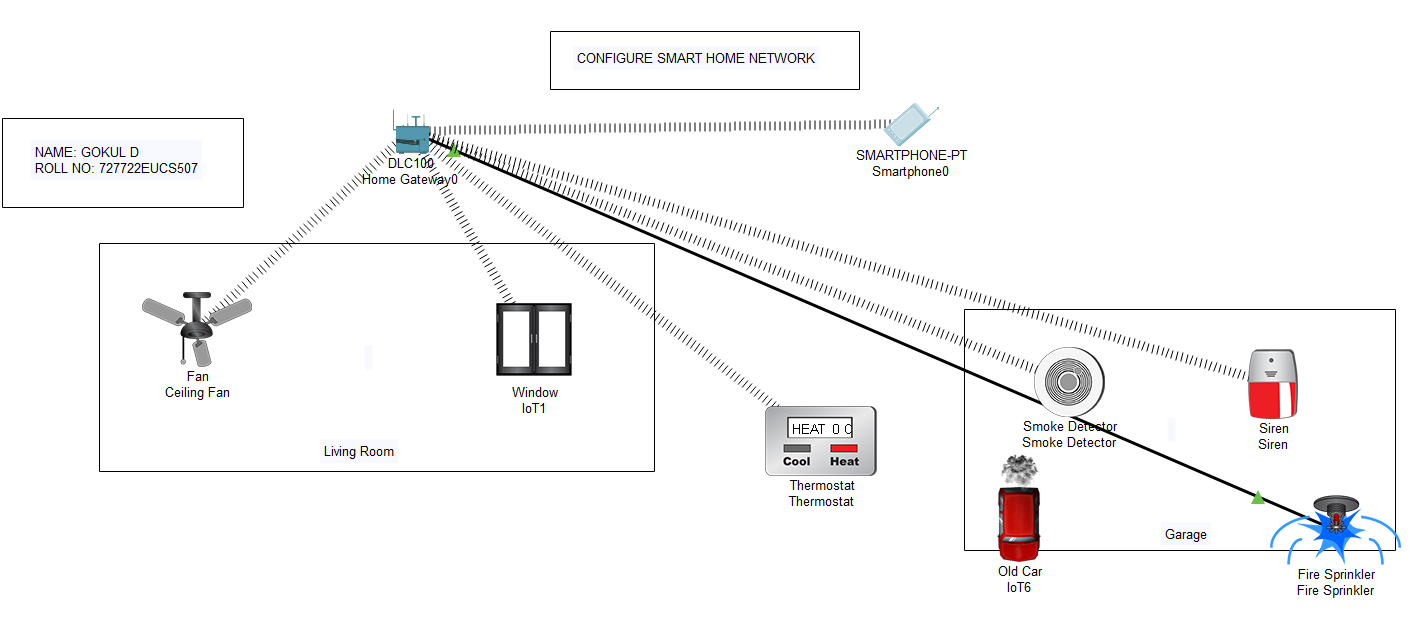 CONFIGURE SMART HOME NETWORK
NAME: GOKUL D
ROLL NO: 727722EUCS507
DLC100
Home Gateway0
SMARTPHONE-PT
Smartphone0
Fan
Ceiling Fan
Window
IoT1
Living Room
HEAT 0 C
Cool Heat
Thermostat
Thermostat
Smoke Detector
Smoke Detector
Siren
Siren
Garage
Old Car
IoT6
Fire Sprinkler
Fire Sprinkler